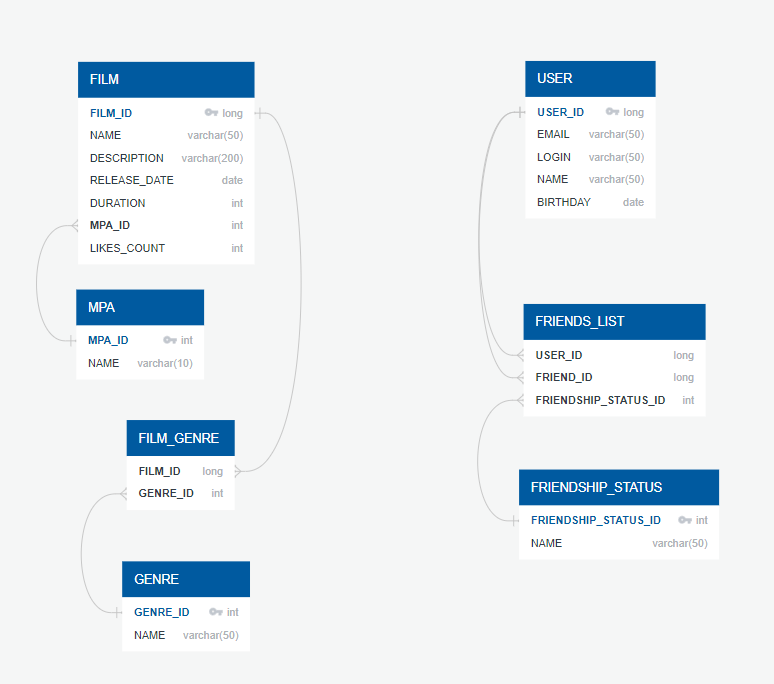 FILM
FILM_ID long
NAME varchar(50)
DESCRIPTION varchar(200)
RELEASE_DATE date
DURATION int
MPA_ID int
LIKES_COUNT int
MPA
MPA_ID int
NAME varchar(10)
FILM_GENRE
FILM_ID long
GENRE_ID int
GENRE
GENRE_ID int
NAME varchar(50)
USER
USER_ID long
EMAIL varchar(50)
LOGIN varchar(50)
NAME varchar(50)
BIRTHDAY date
FRIENDS_LIST
USER_ID long
FRIEND_ID long
FRIENDSHIP_STATUS_ID int
FRIENDSHIP_STATUS
FRIENDSHIP_STATUS_ID int
NAME varchar(50)